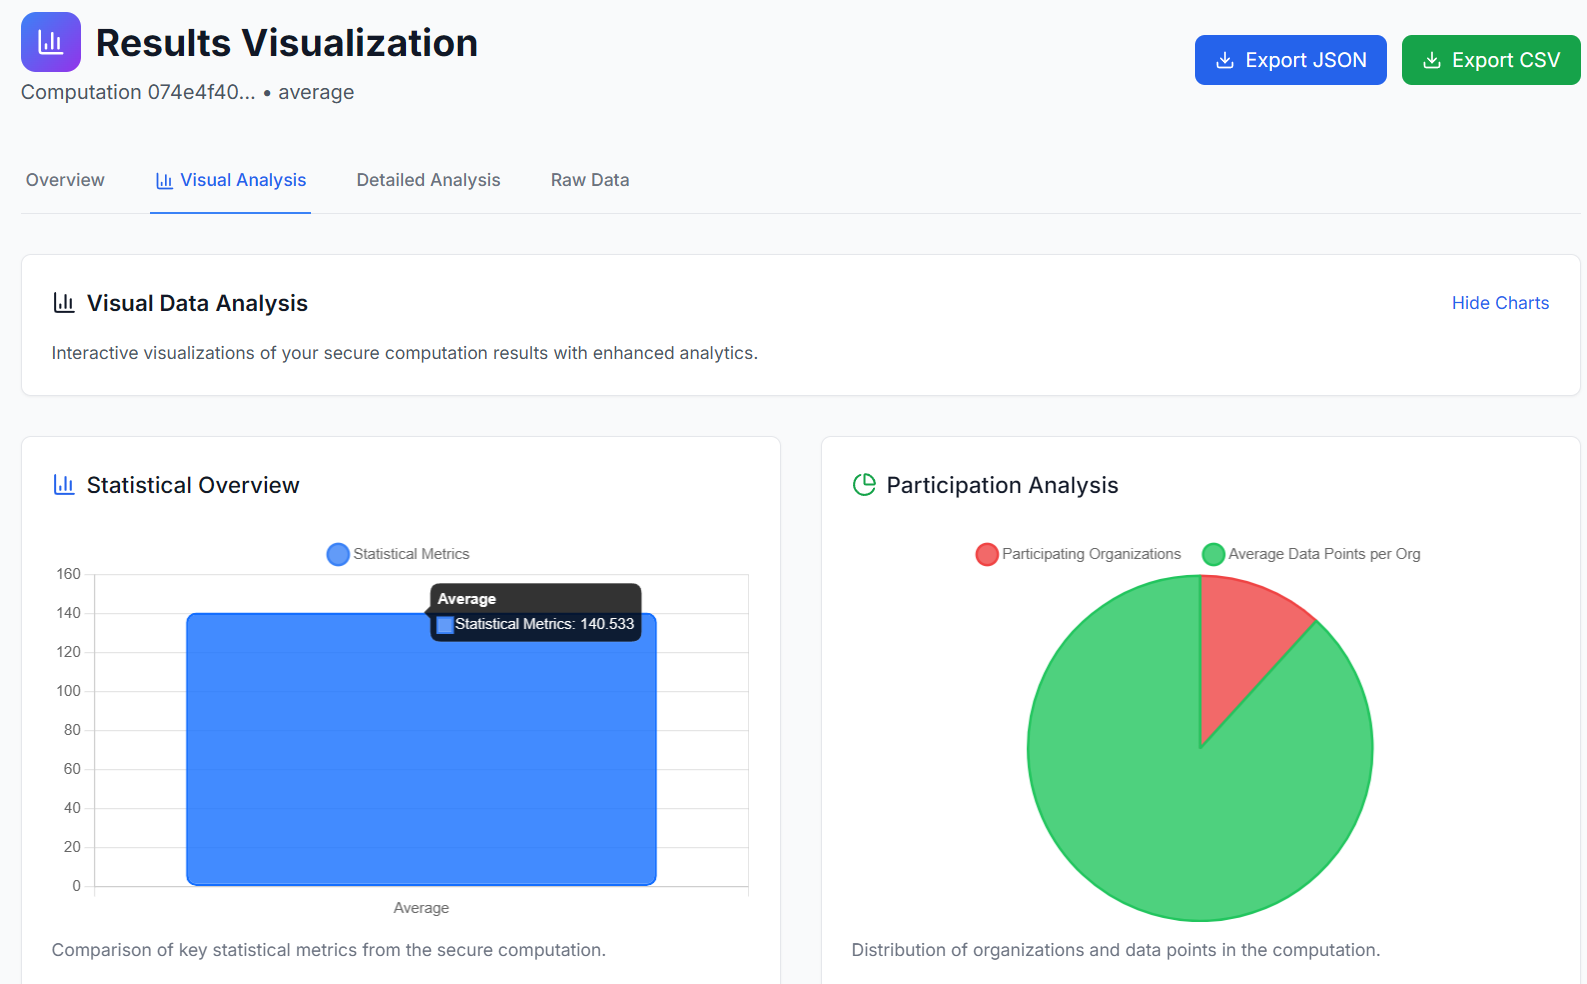 Results Visualization
Computation 074e4f40... • average
Export JSON
Export CSV
Overview
Visual Analysis
Detailed Analysis
Raw Data
Visual Data Analysis
Hide Charts
Interactive visualizations of your secure computation results with enhanced analytics.
Statistical Overview
Statistical Metrics
160
140
120
100
80
60
40
20
0
Average
Statistical Metrics: 140.533
Average
Comparison of key statistical metrics from the secure computation.
Participation Analysis
Participating Organizations
Average Data Points per Org
Distribution of organizations and data points in the computation.